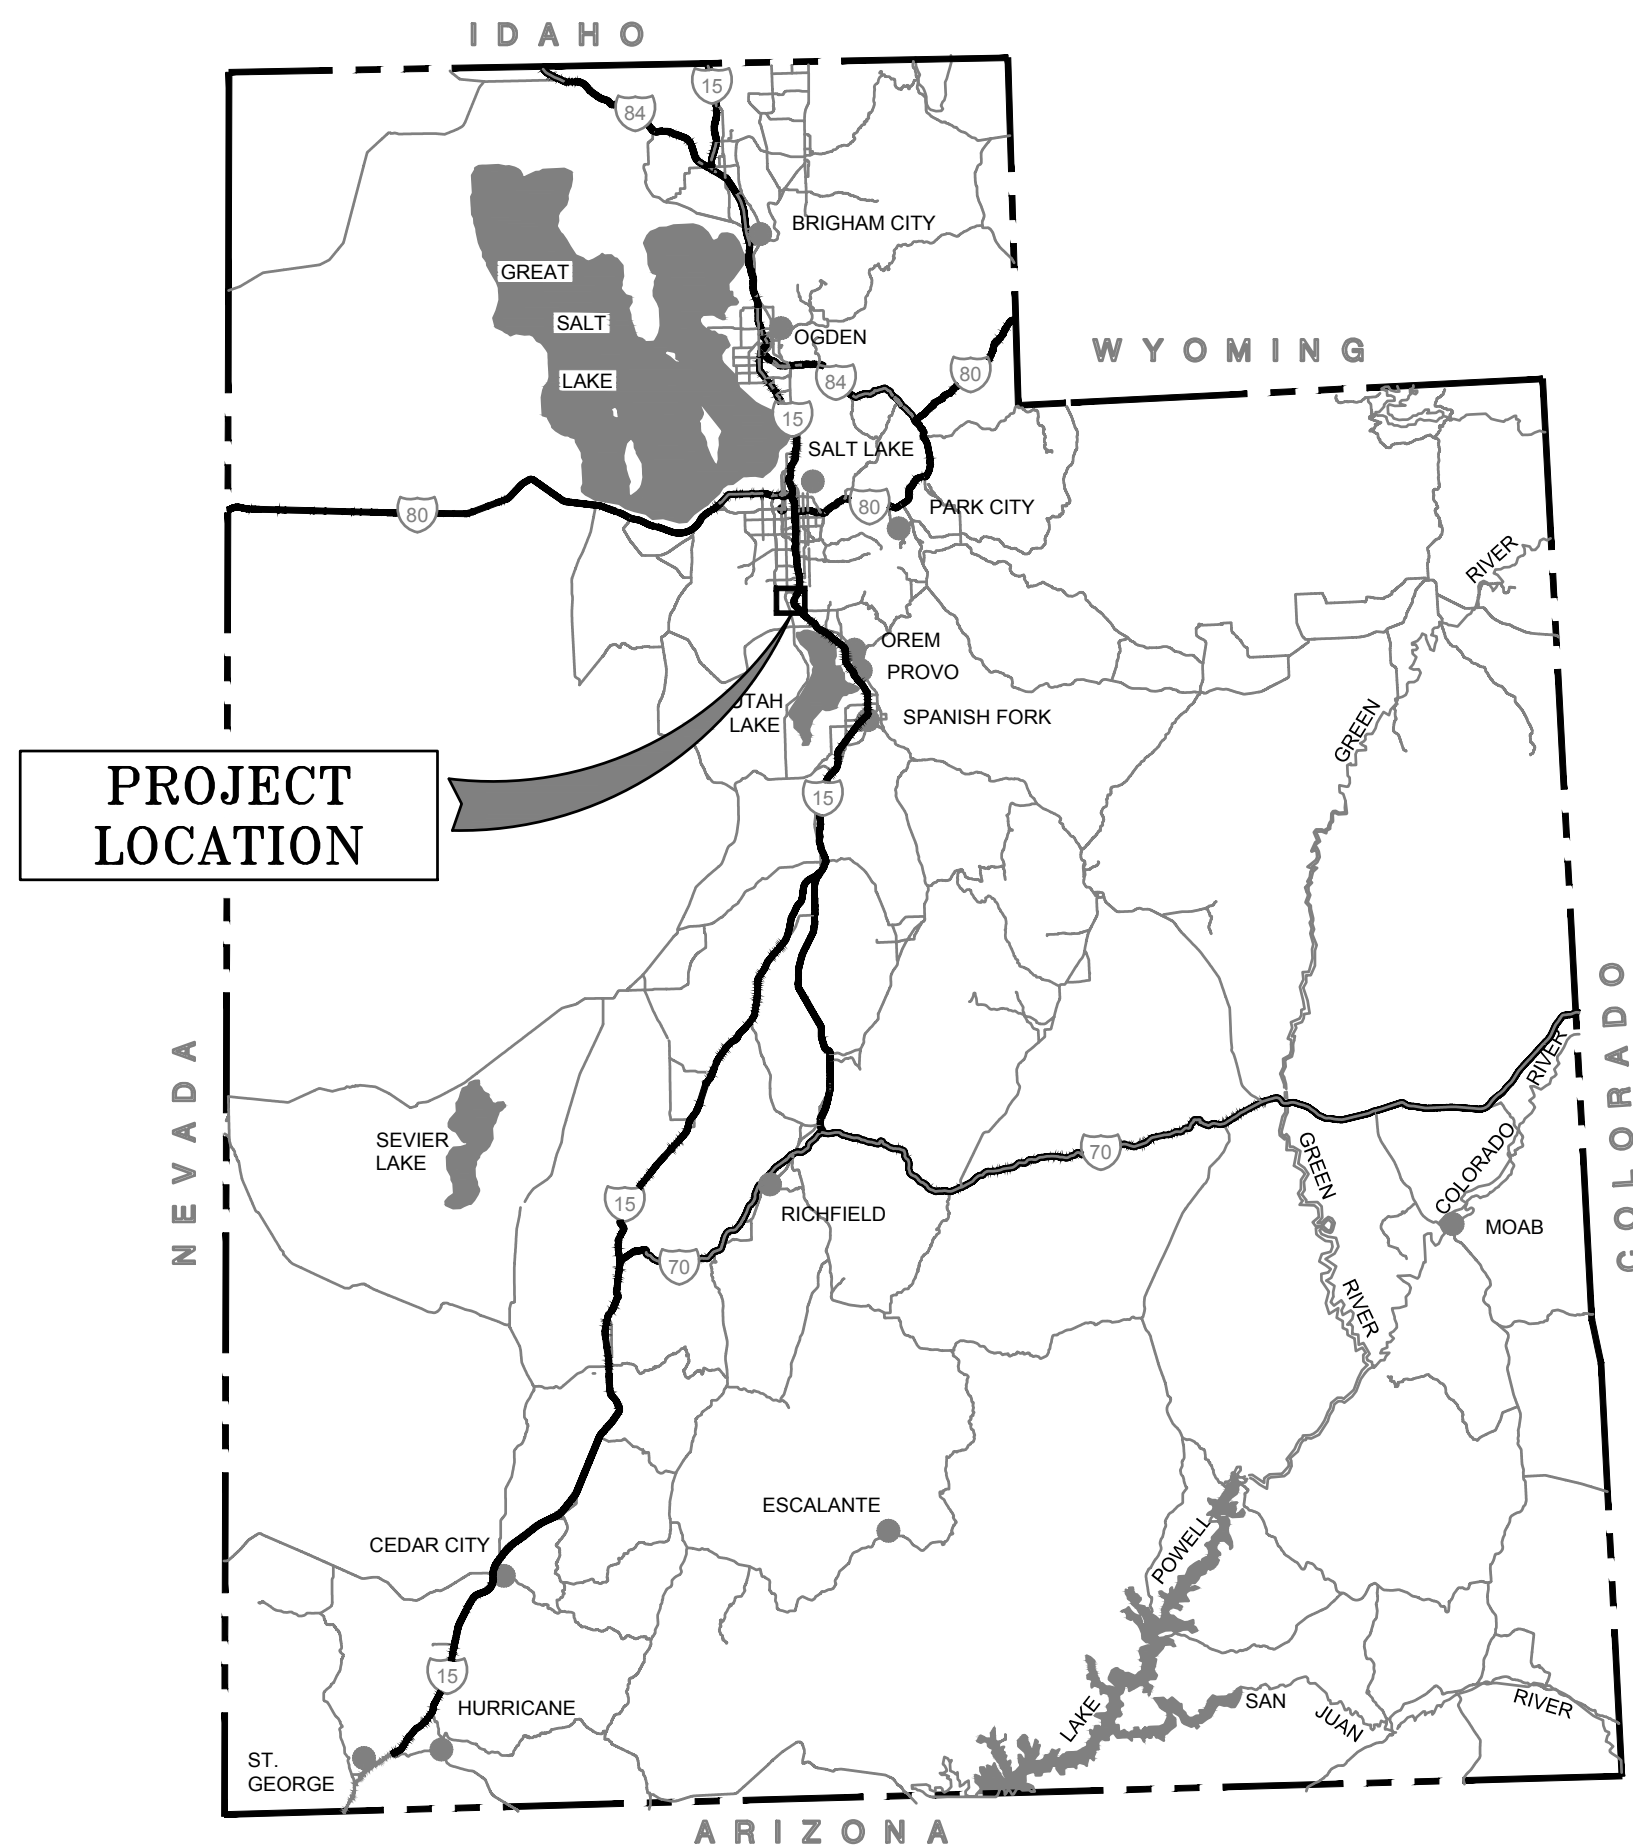 IDAHO
15
84
BRIGHAM CITY
GREAT
SALT
OGDEN
WYOMING
LAKE
84
80
15
SALT LAKE
80
80
PARK CITY
RIVER
OREM
PROVO
UTAH
LAKE
SPANISH FORK
GREEN
PROJECT
LOCATION
15
NEVADA
COLORADO
RIVER
SEVIER
LAKE
70
GREEN
COLORADO
15
RICHFIELD
MOAB
70
RIVER
ESCALANTE
CEDAR CITY
POWELL
15
HURRICANE
LAKE
SAN
JUAN
RIVER
ST.
GEORGE
ARIZONA